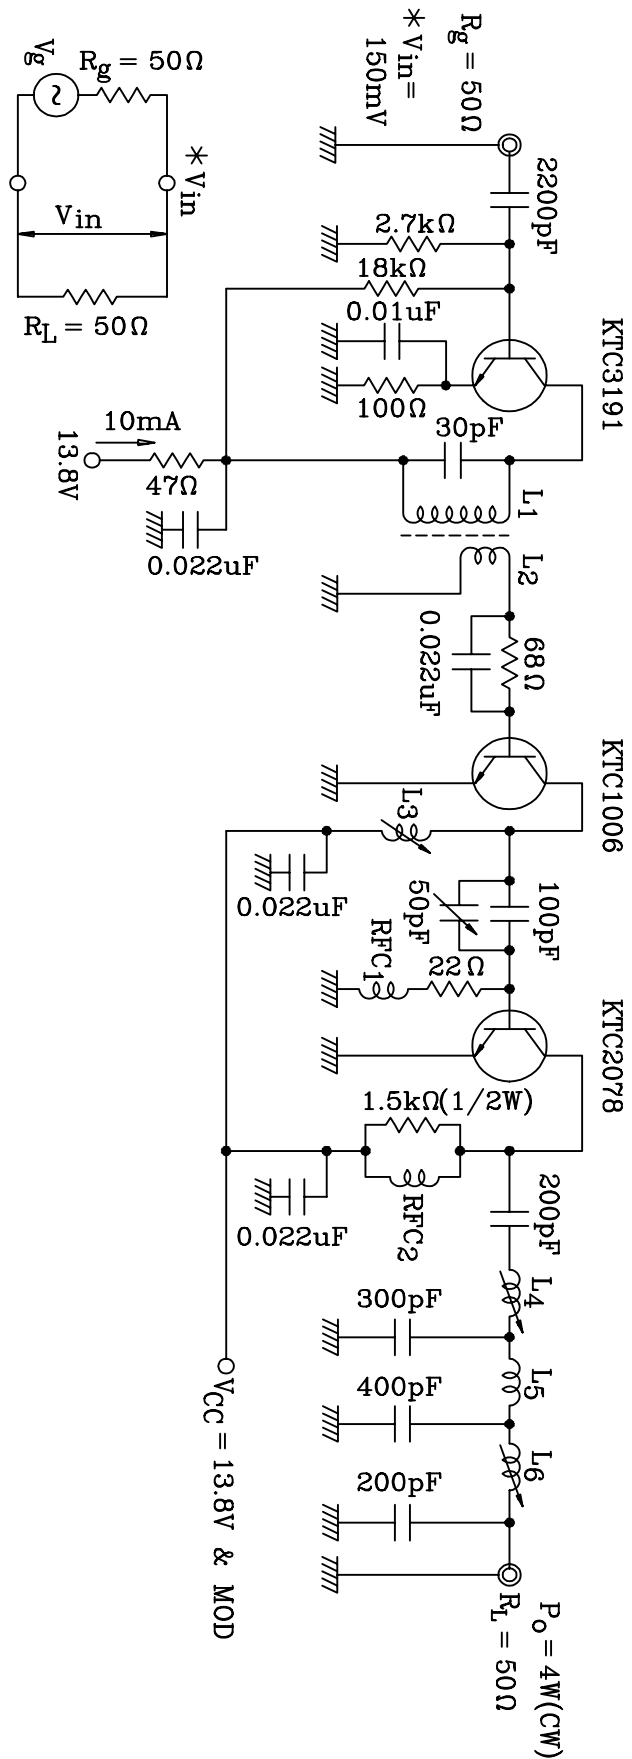 Vg
Rg = 50Ω
* Vin
Vin
RL = 50Ω
Rg = 50Ω
* Vin =
150mV
2200pF
2.7kΩ
18kΩ
0.01uF
100Ω
KTC3191
30pF
10mA
13.8V
47Ω
0.022uF
L1
L2
0.022uF
68Ω
KTC1006
L3
0.022uF
50pF
100pF
RFC1
22Ω
KTC2078
1.5kΩ(1/2W)
RFC2
0.022uF
200pF
L4
300pF
L5
400pF
L6
200pF
VCC = 13.8V & MOD
RL = 50Ω
Po = 4W(CW)